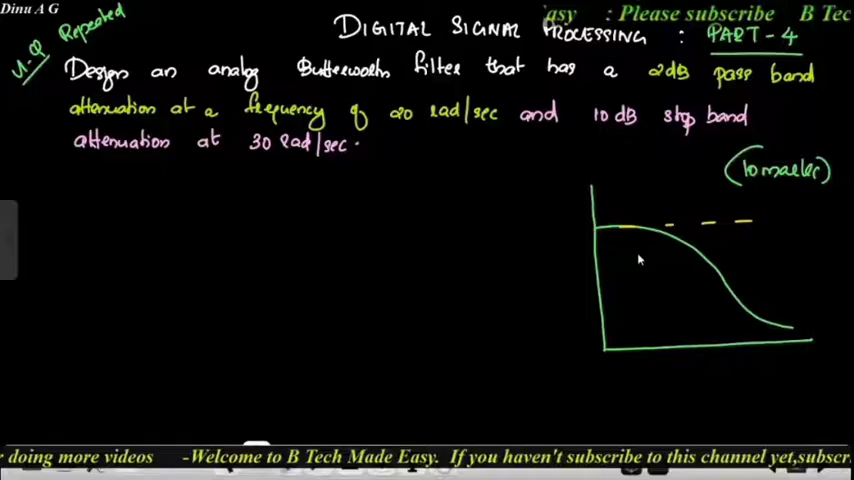 Dinu A G
asy : Please subscribe B Tec
U.Q Repeated
DIGITAL SIGNAL PROCESSING : PART-4
Design an analog Butterworth filter that has a 2dB pass band
attenuation at a frequency of 20 rad/sec and 10 dB stop band
attenuation at 30 rad/sec.
(10 marks)
r doing more videos -Welcome to B Tech Made Easy. If you haven't subscribe to this channel yet,subscr